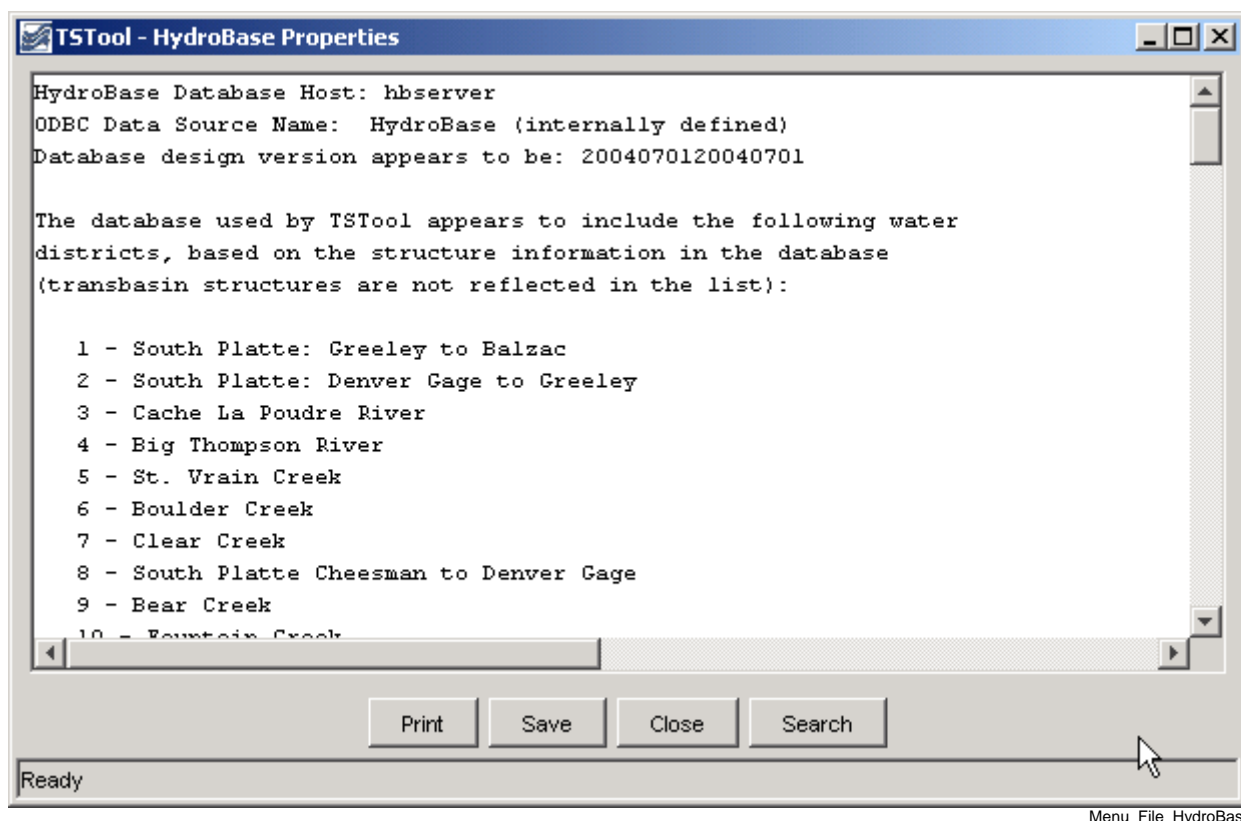 TSTool - HydroBase Properties
HydroBase Database Host: hbserver
ODBC Data Source Name:  HydroBase (internally defined)
Database design version appears to be: 2004070120040701
The database used by TSTool appears to include the following water
districts, based on the structure information in the database
(transbasin structures are not reflected in the list):
1 - South Platte: Greeley to Balzac
2 - South Platte: Denver Gage to Greeley
3 - Cache La Poudre River
4 - Big Thompson River
5 - St. Vrain Creek
6 - Boulder Creek
7 - Clear Creek
8 - South Platte Cheesman to Denver Gage
9 - Bear Creek
10 - Fountain Creek
Print Save Close Search
Ready
Menu_File_HydroBas